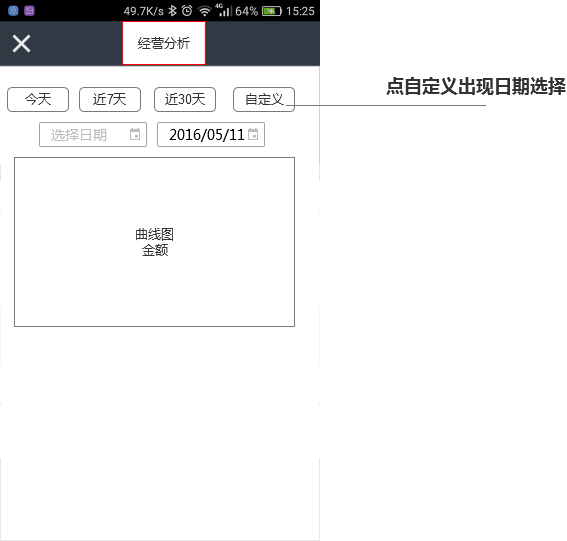 49.7K/s 4G 64% 15:25
经营分析
今天 近7天 近30天 自定义
点自定义出现日期选择
选择日期 2016/05/11
曲线图
金额